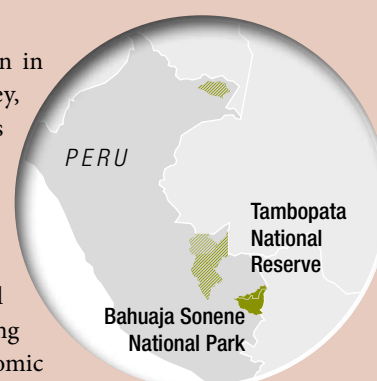 n in
ey,
s
PERU
Tambopata
National
Reserve
l
Bahuaja Sonene
National Park
ng
omic